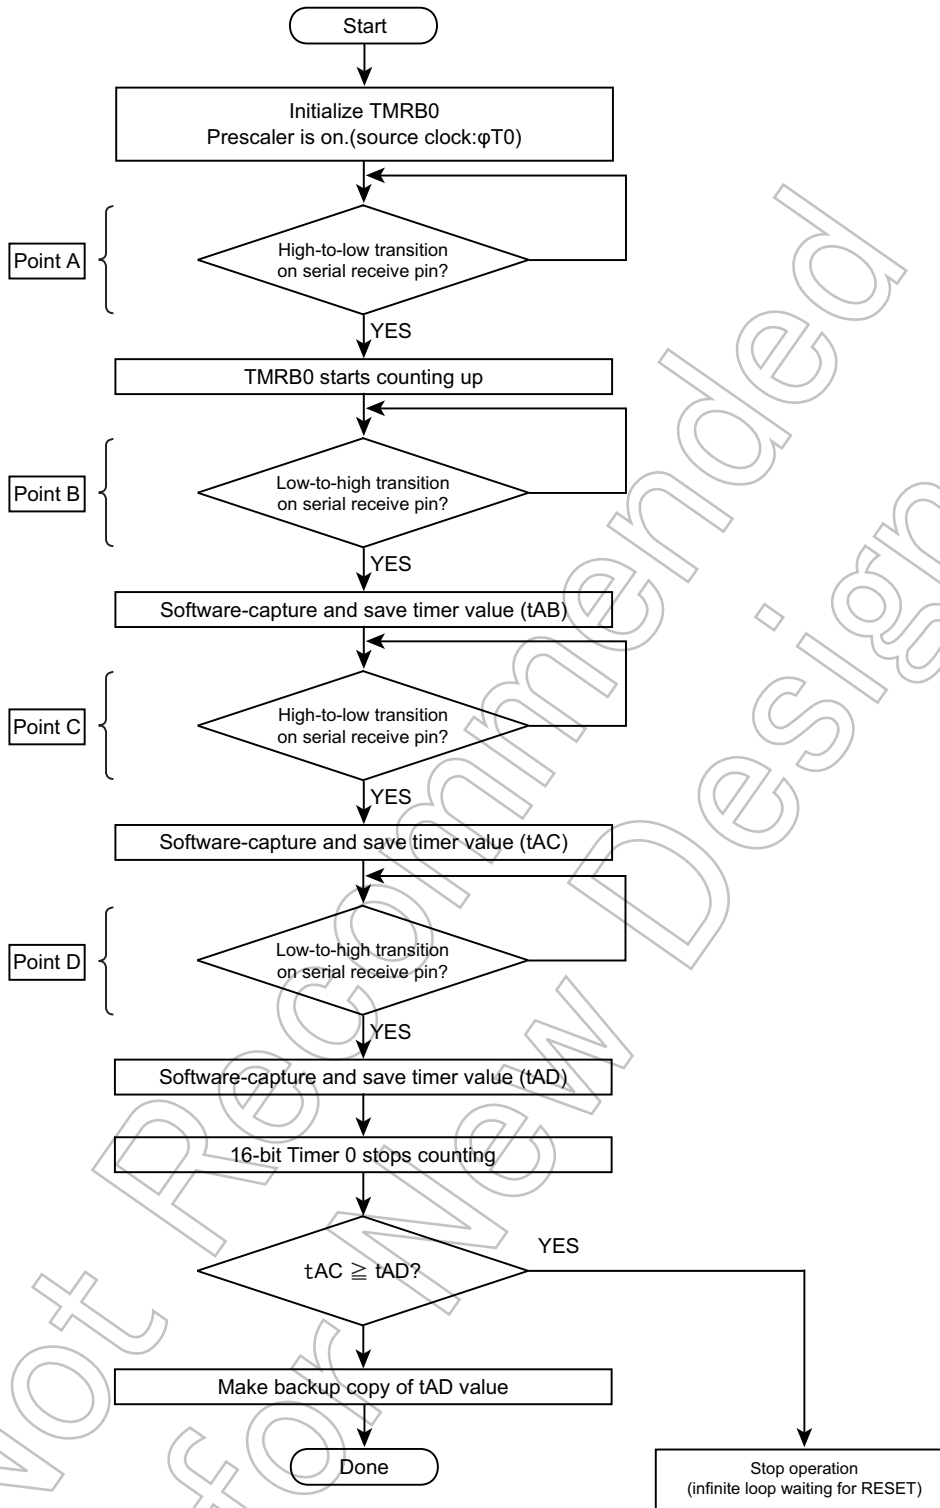 Start
Initialize TMRB0
Prescaler is on.(source clock:φT0)
Point A
High-to-low transition
on serial receive pin?
YES
TMRB0 starts counting up
Point B
Low-to-high transition
on serial receive pin?
YES
Software-capture and save timer value (tAB)
Point C
High-to-low transition
on serial receive pin?
YES
Software-capture and save timer value (tAC)
Point D
Low-to-high transition
on serial receive pin?
YES
Software-capture and save timer value (tAD)
16-bit Timer 0 stops counting
tAC ≧ tAD?
YES
Make backup copy of tAD value
Done
Stop operation
(infinite loop waiting for RESET)
Not Recommended
for New Design